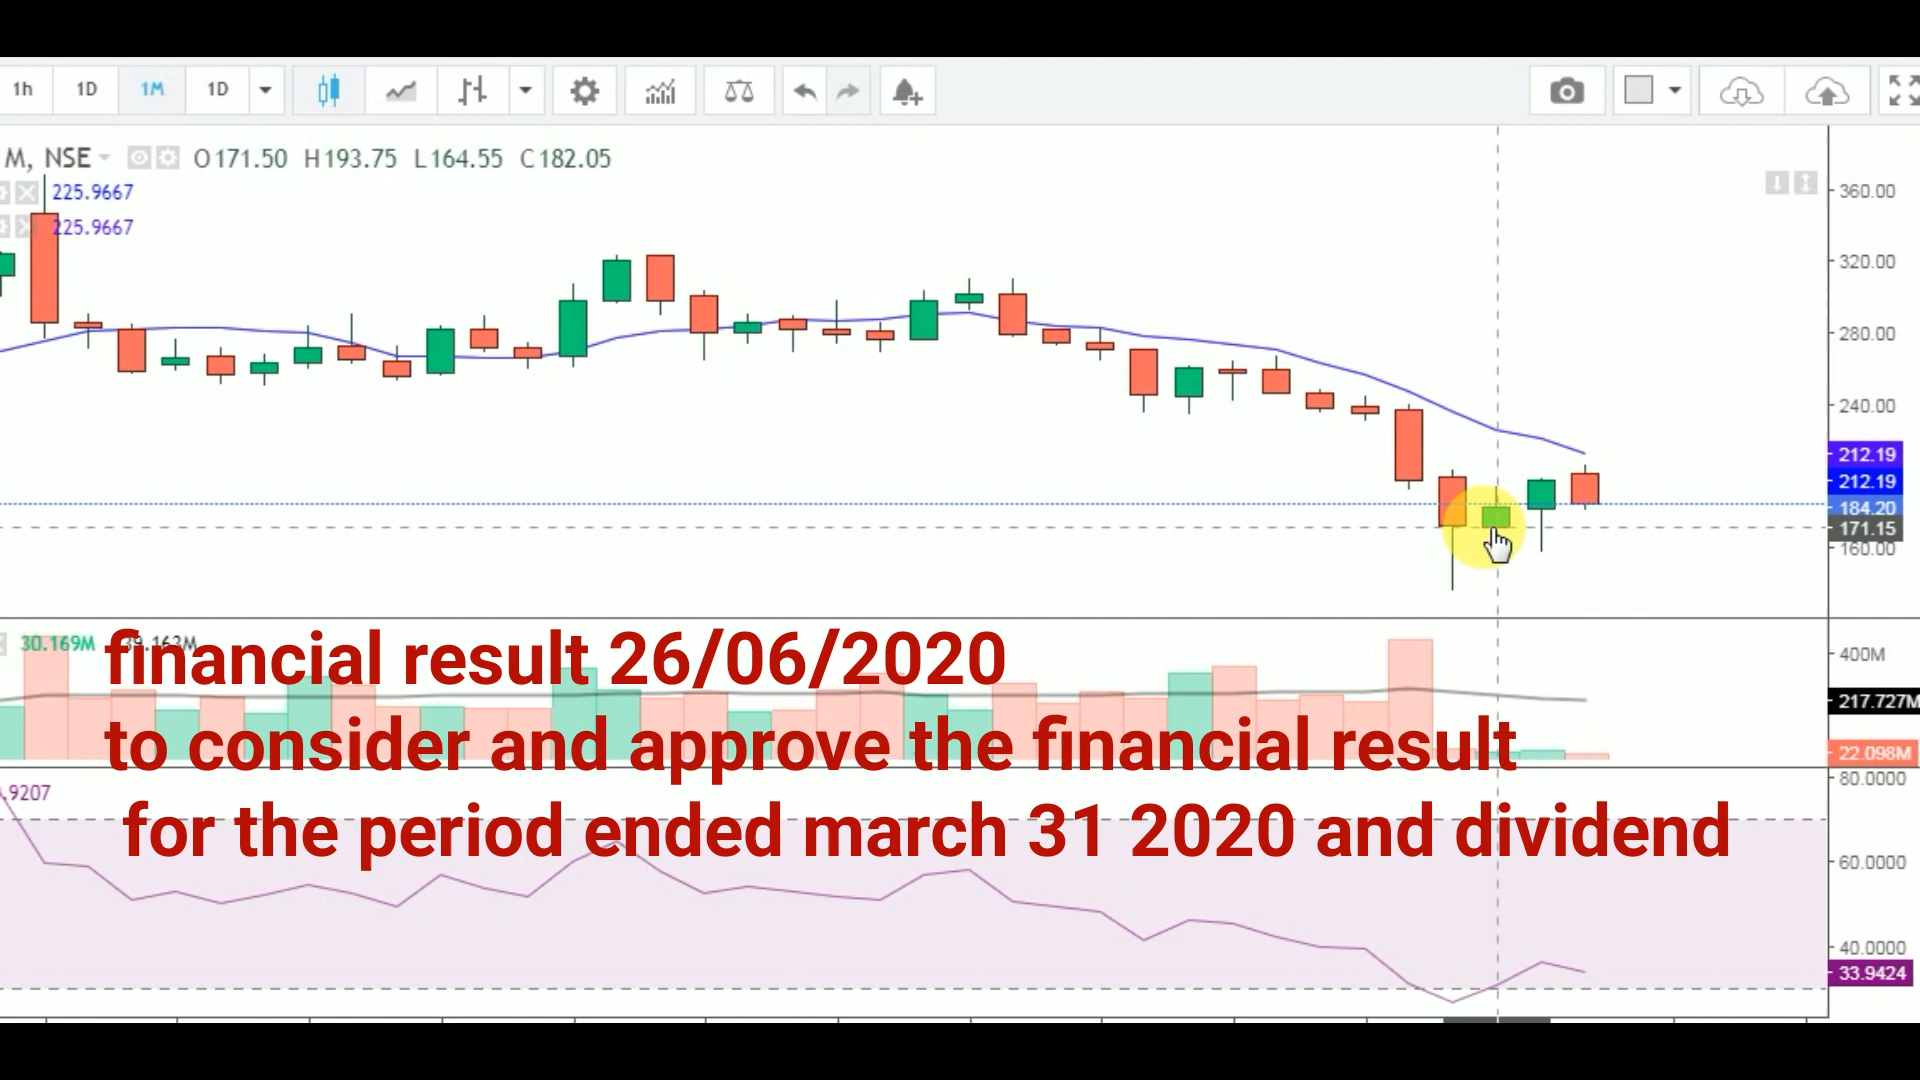 1h 1D 1M 1D
M, NSE O171.50 H193.75 L164.55 C182.05
225.9667
225.9667
360.00
320.00
280.00
240.00
212.19
212.19
184.20
171.15
160.00
30.169M 39.163M
financial result 26/06/2020
to consider and approve the financial result
for the period ended march 31 2020 and dividend
400M
217.727M
22.098M
80.0000
.9207
60.0000
40.0000
33.9424